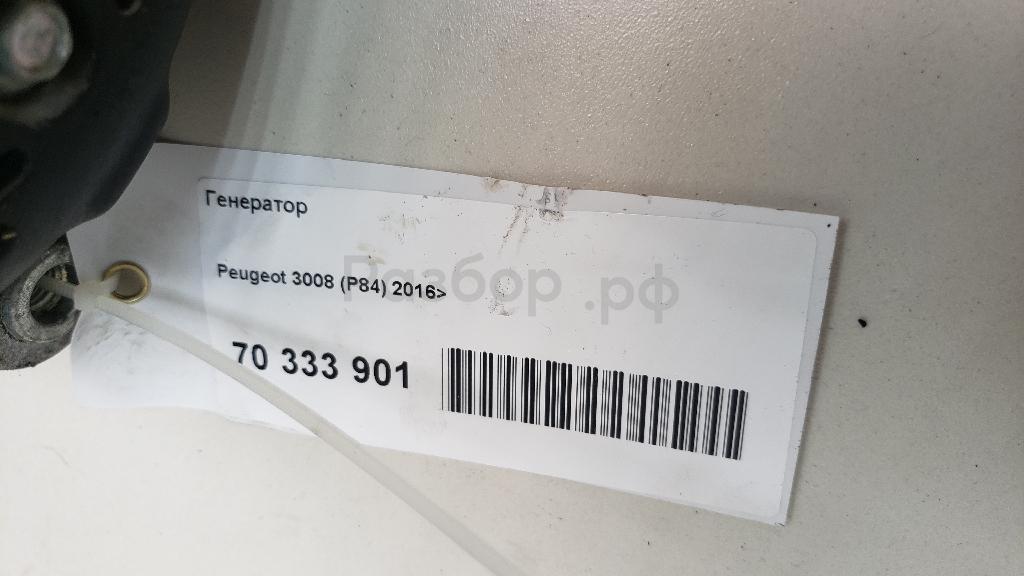 Генератор
Peugeot 3008 (P84) 2016>
Разбор.рф
70 333 901